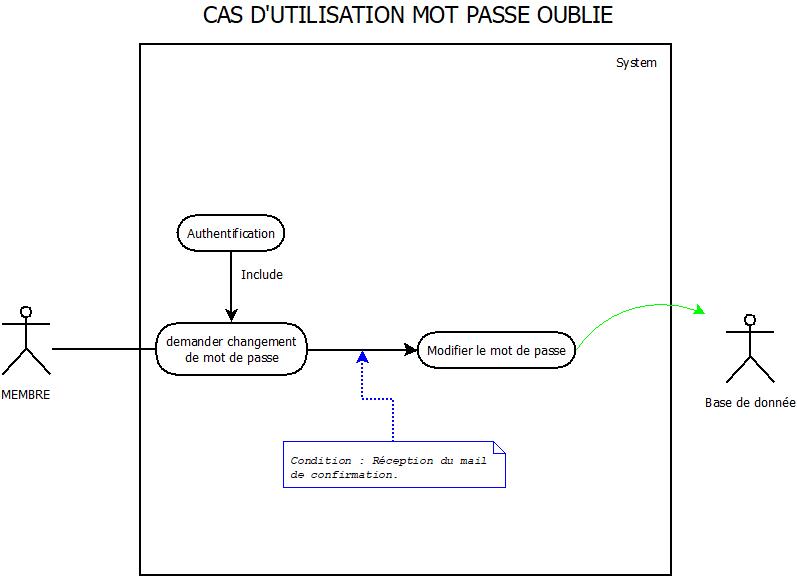 CAS D'UTILISATION MOT PASSE OUBLIE
System
Authentification
Include
demander changement
de mot de passe
Modifier le mot de passe
MEMBRE
Base de donnée
Condition : Réception du mail
de confirmation.